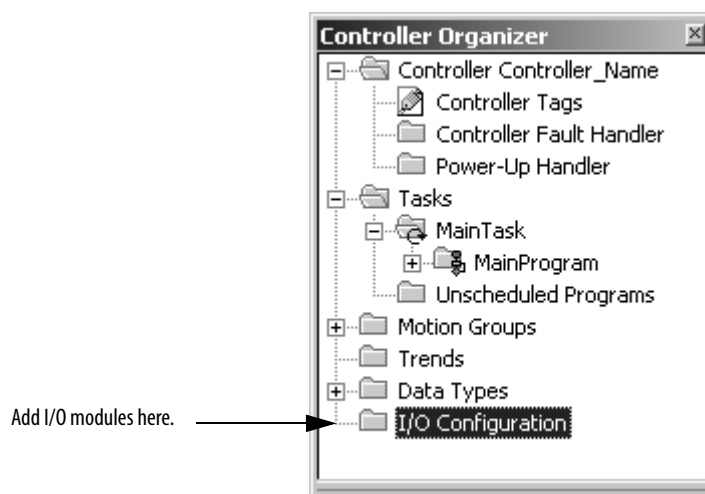 Controller Organizer
Controller Controller_Name
Controller Tags
Controller Fault Handler
Power-Up Handler
Tasks
MainTask
MainProgram
Unscheduled Programs
Motion Groups
Trends
Data Types
Add I/O modules here.
I/O Configuration